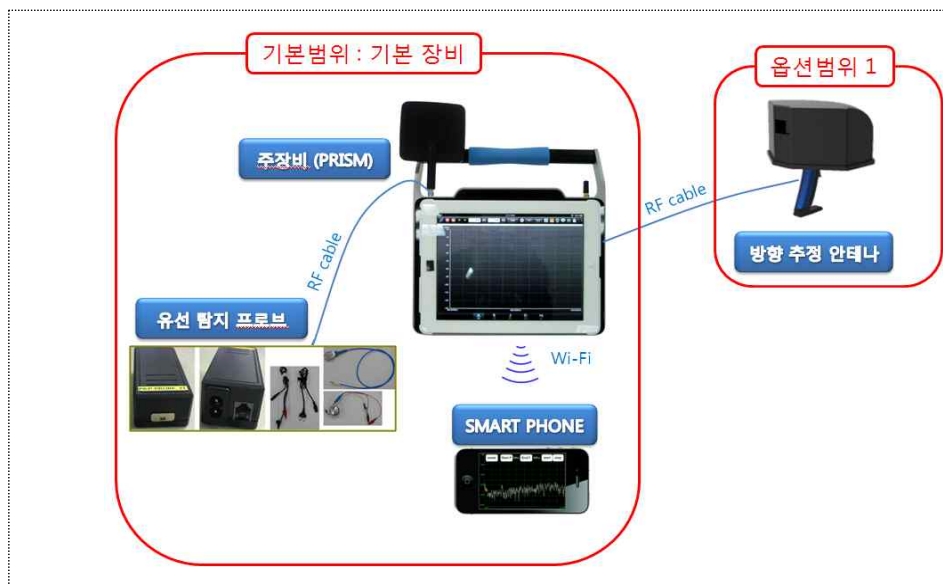 기본범위 : 기본 장비
옵션범위 1
주장비 (PRISM)
RF cable
RF cable
방향 추정 안테나
유선 탐지 프로브
Wi-Fi
SMART PHONE